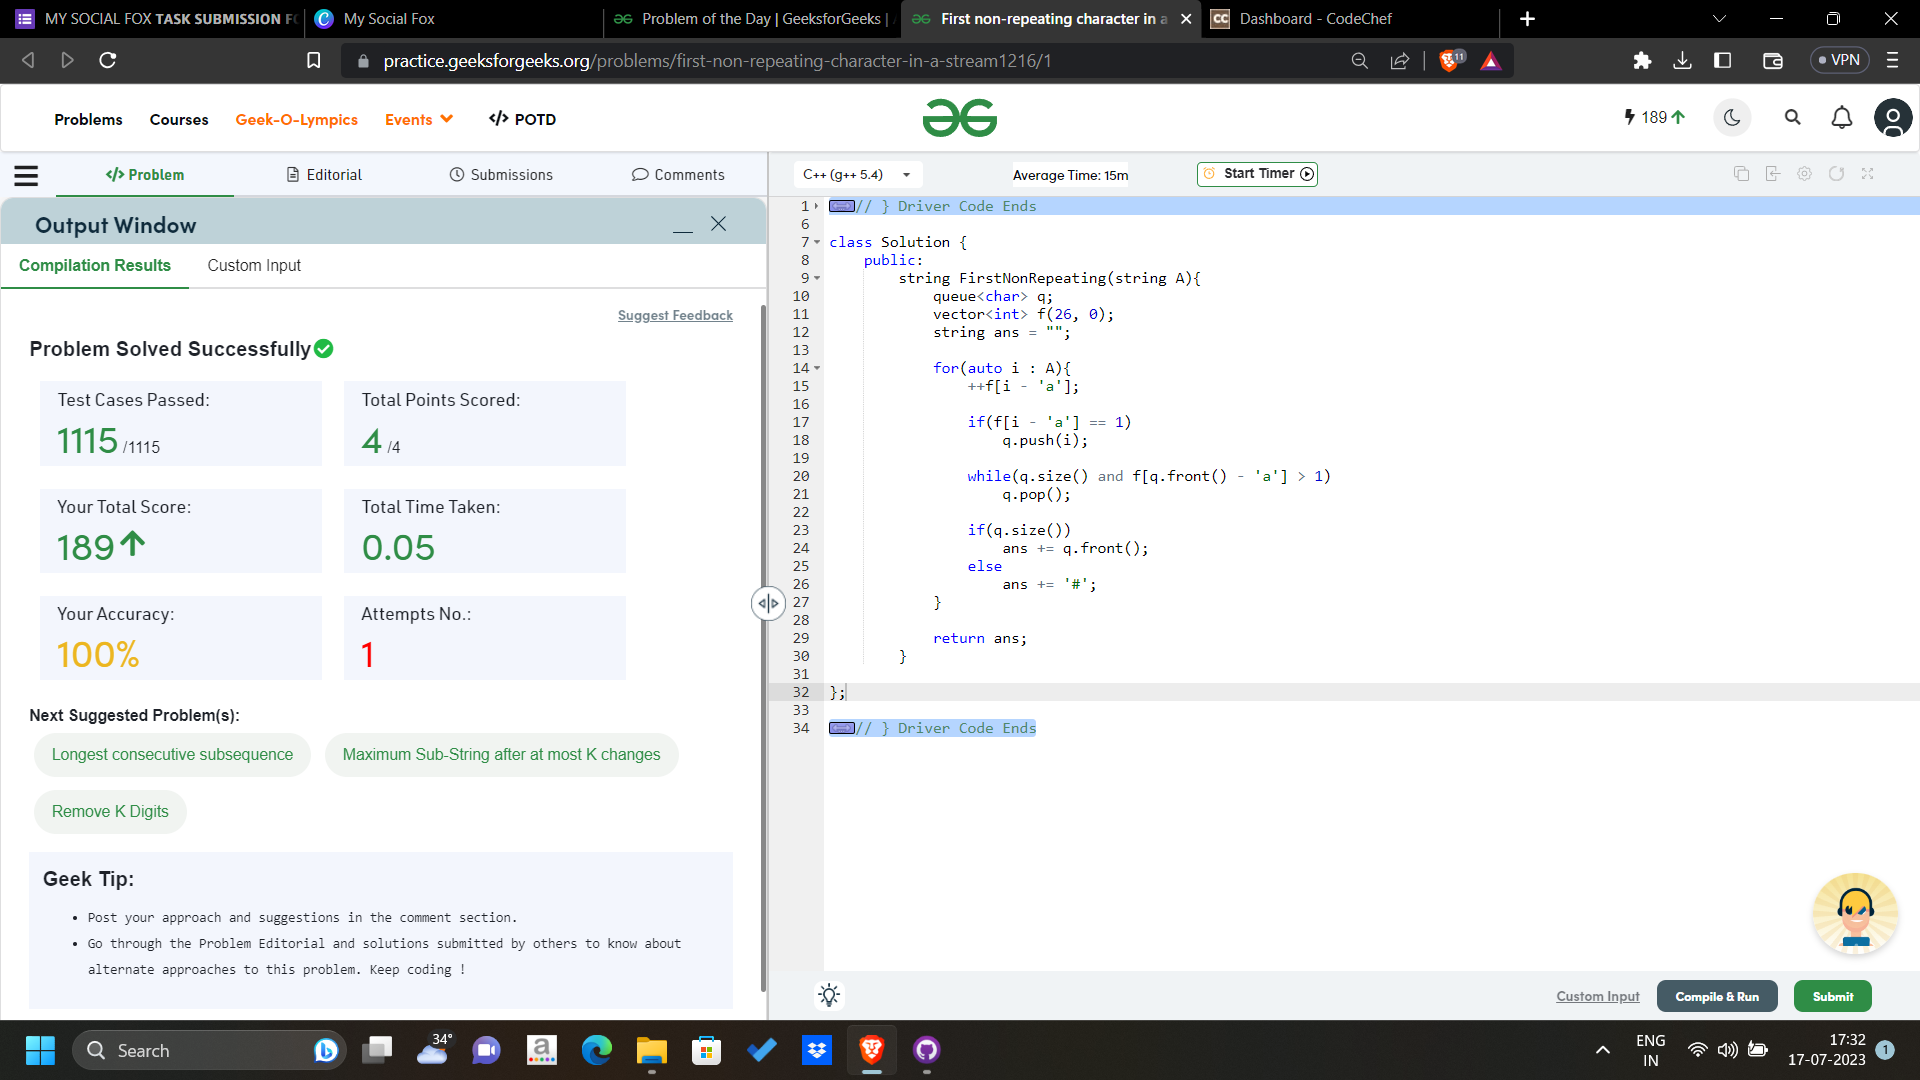 MY SOCIAL FOX TASK SUBMISSION FO
My Social Fox
Problem of the Day | GeeksforGeeks |
First non-repeating character in a
CC
Dashboard - CodeChef
practice.geeksforgeeks.org/problems/first-non-repeating-character-in-a-stream1216/1
11
VPN
Problems
Courses
Geek-O-Lympics
Events
</> POTD
189
</> Problem
Editorial
Submissions
Comments
C++ (g++ 5.4)
Average Time: 15m
Start Timer
Output Window
Compilation Results
Custom Input
Suggest Feedback
Problem Solved Successfully
Test Cases Passed:
1115 /1115
Total Points Scored:
4 /4
Your Total Score:
189
Total Time Taken:
0.05
Your Accuracy:
100%
Attempts No.:
1
Next Suggested Problem(s):
Longest consecutive subsequence
Maximum Sub-String after at most K changes
Remove K Digits
Geek Tip:
• Post your approach and suggestions in the comment section.
• Go through the Problem Editorial and solutions submitted by others to know about
alternate approaches to this problem. Keep coding !
1 // } Driver Code Ends
6
7 class Solution {
8 public:
9 string FirstNonRepeating(string A){
10 queue<char> q;
11 vector<int> f(26, 0);
12 string ans = "";
13
14 for(auto i : A){
15 ++f[i - 'a'];
16
17 if(f[i - 'a'] == 1)
18 q.push(i);
19
20 while(q.size() and f[q.front() - 'a'] > 1)
21 q.pop();
22
23 if(q.size())
24 ans += q.front();
25 else
26 ans += '#';
27 }
28
29 return ans;
30 }
31
32 };
33
34 // } Driver Code Ends
Custom Input
Compile & Run
Submit
Search
34°
a
ENG
IN
17:32
17-07-2023
1